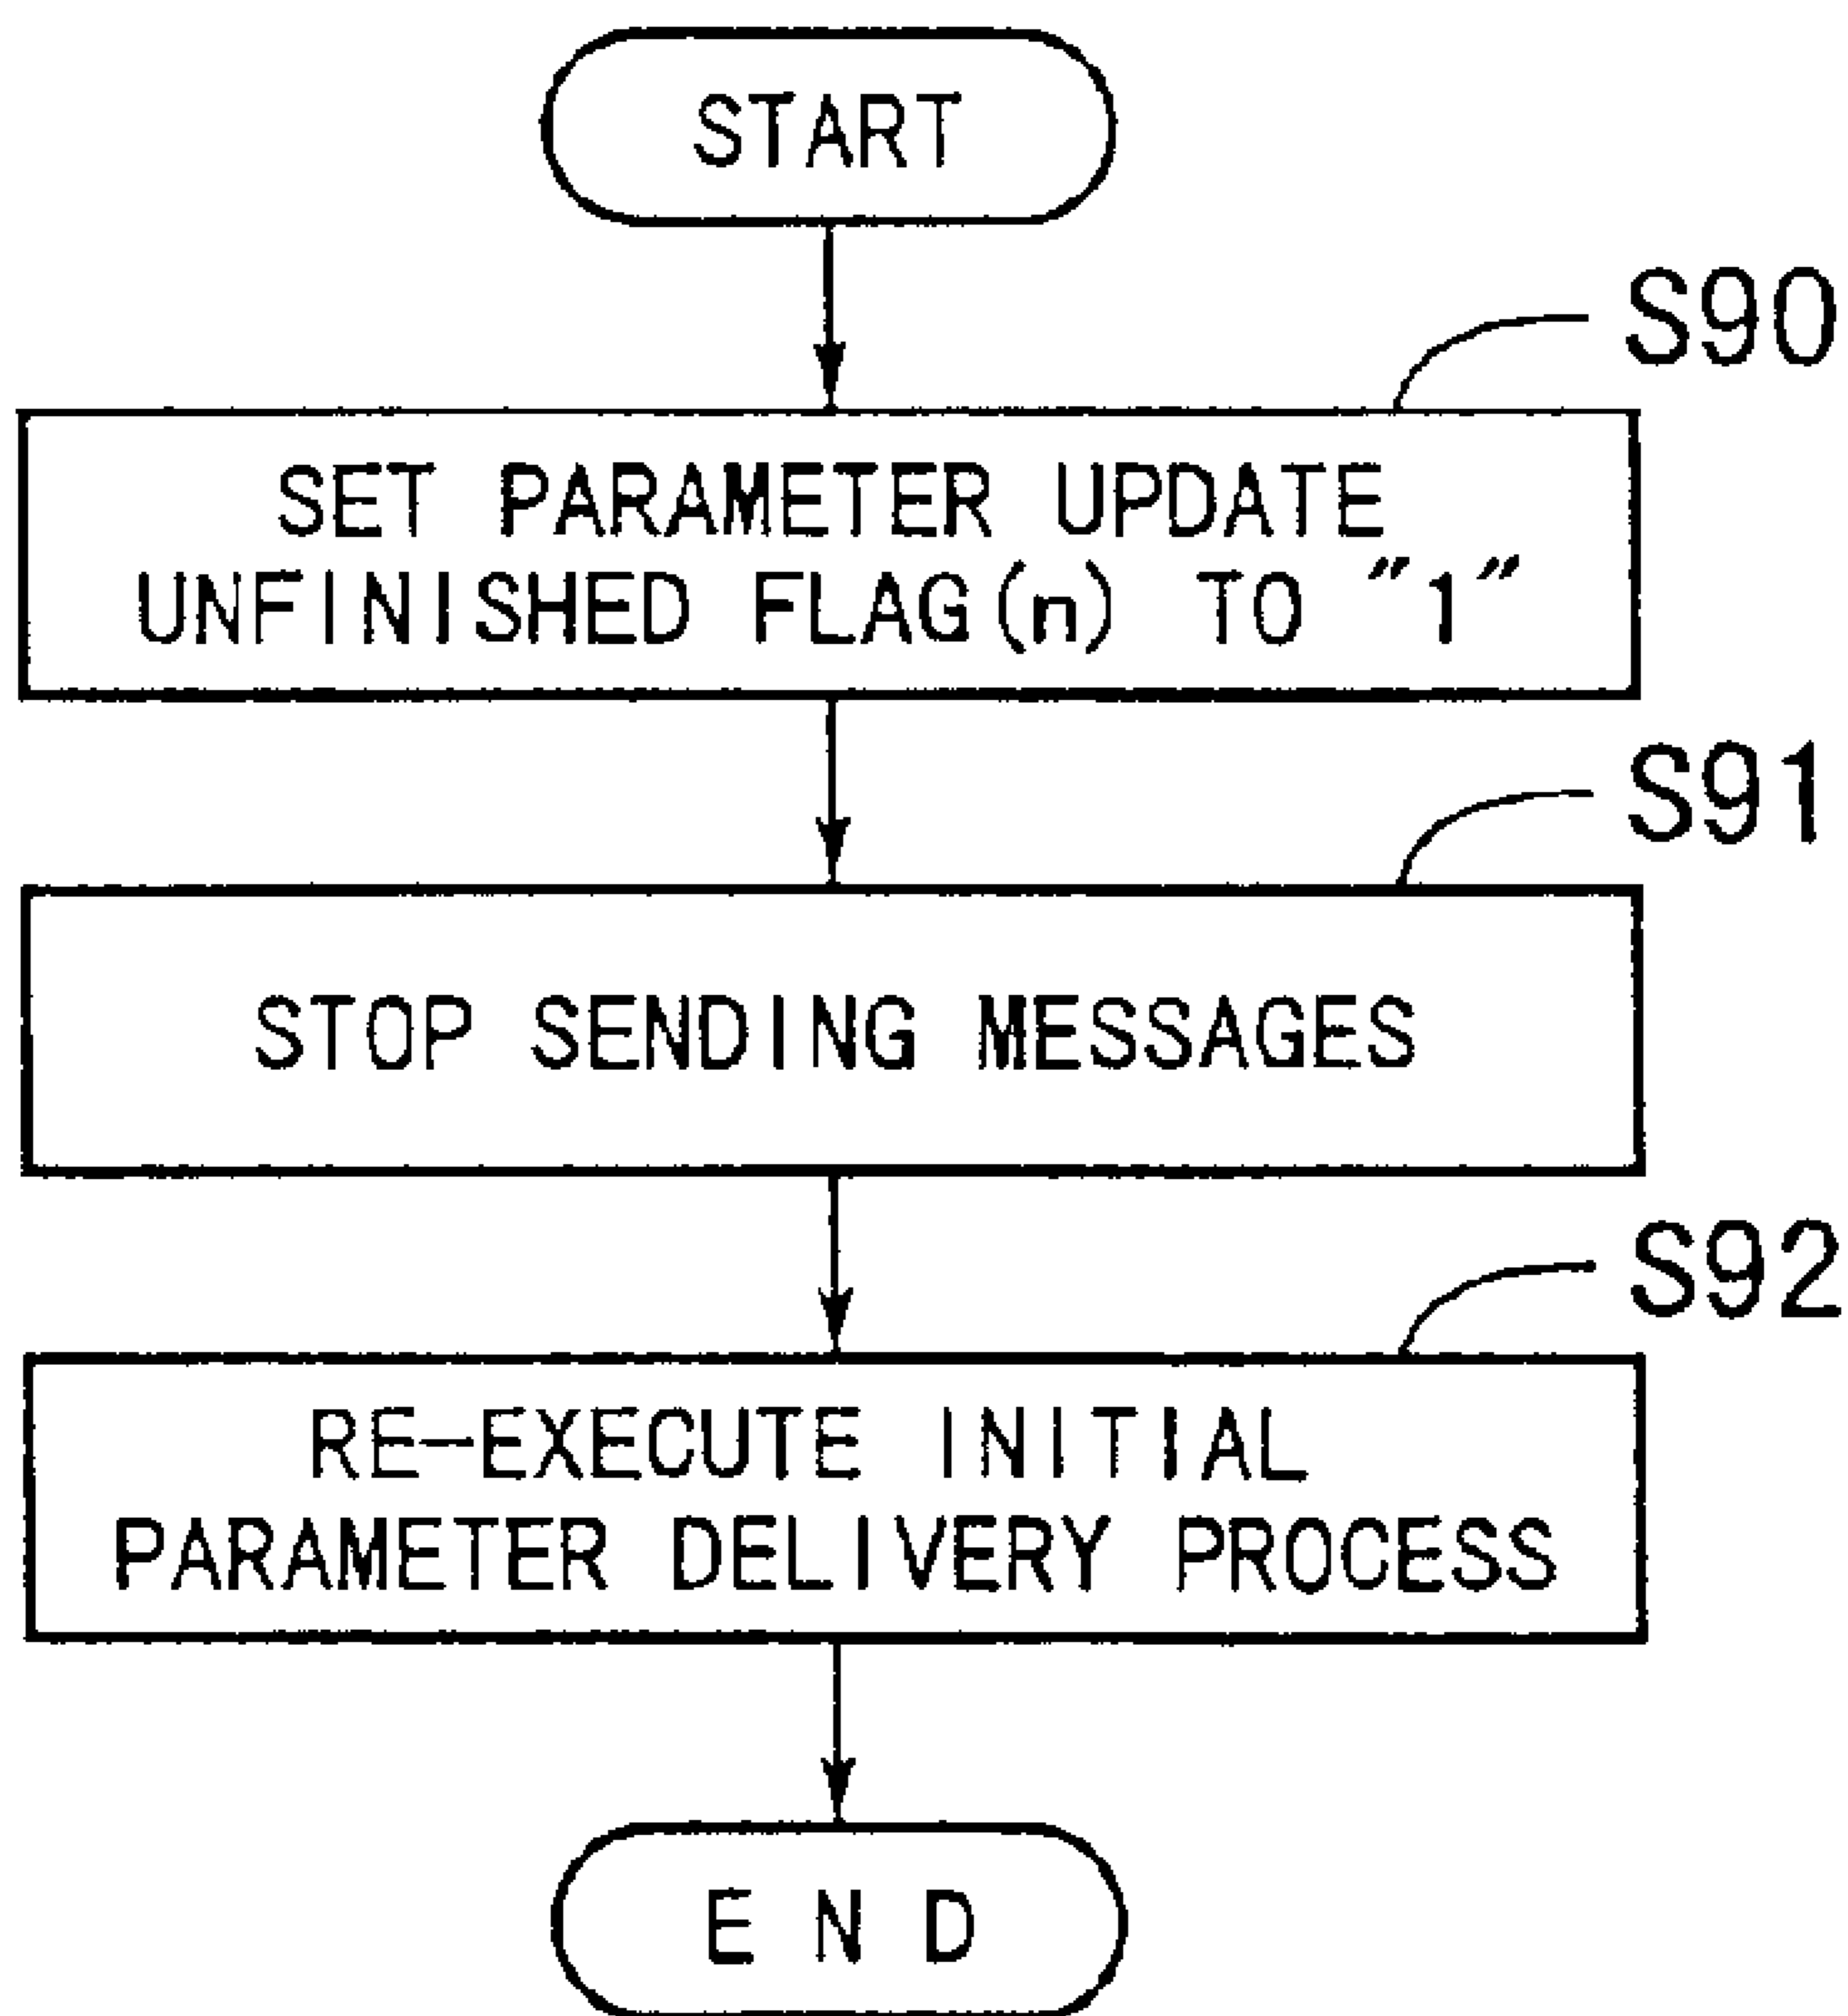 START
S90
SET PARAMETER UPDATE
UNFINISHED FLAG(n) TO "1"
S91
STOP SENDING MESSAGES
S92
RE-EXECUTE INITIAL
PARAMETER DELIVERY PROCESS
END